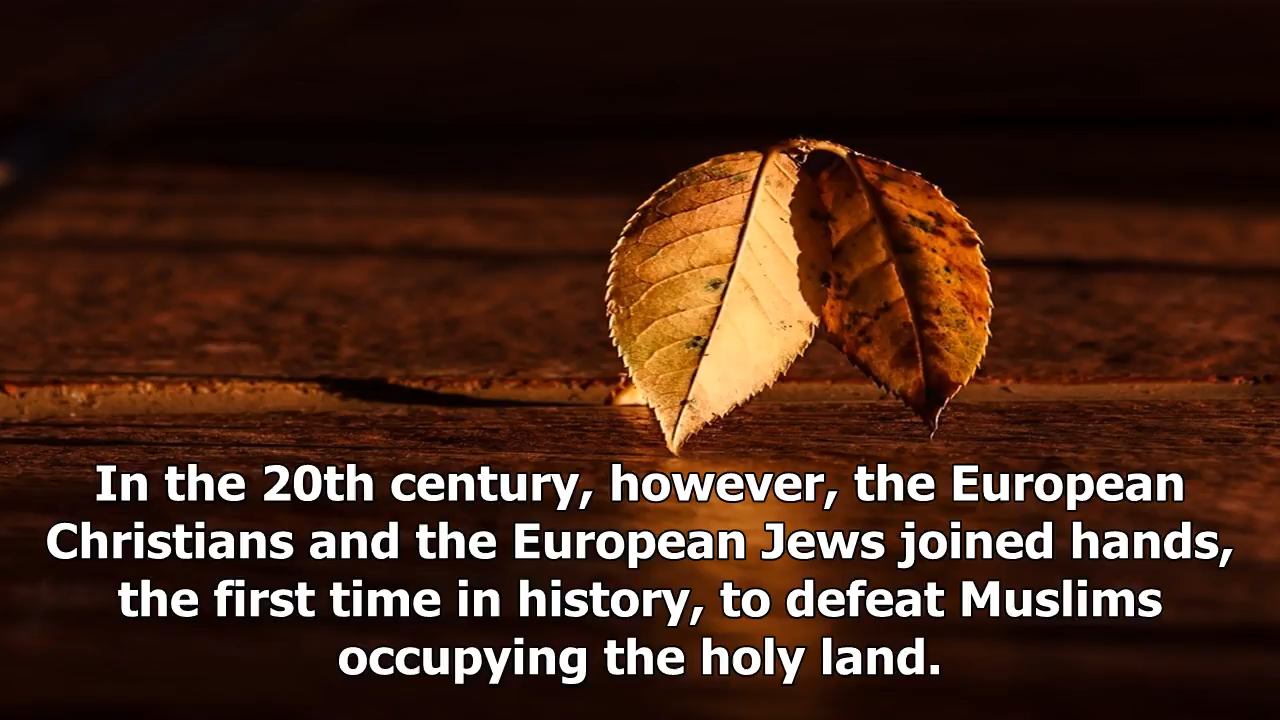 In the 20th century, however, the European
Christians and the European Jews joined hands,
the first time in history, to defeat Muslims
occupying the holy land.